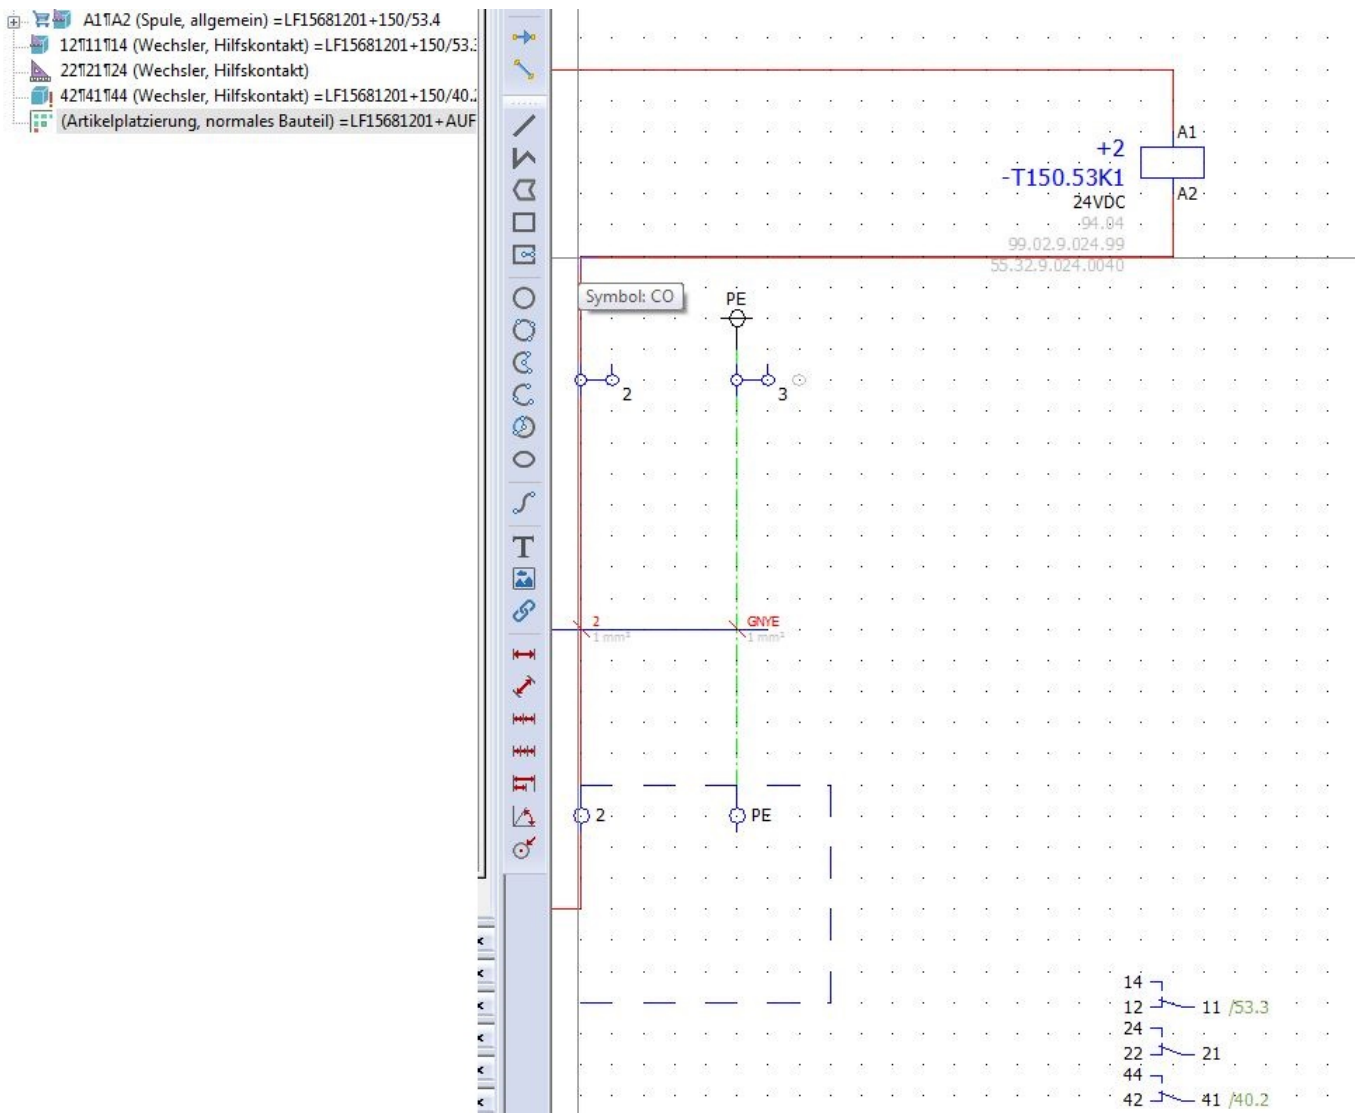 A1¶A2 (Spule, allgemein) =LF15681201+150/53.4
12¶11¶14 (Wechsler, Hilfskontakt) =LF15681201+150/53.
22¶21¶24 (Wechsler, Hilfskontakt)
42¶41¶44 (Wechsler, Hilfskontakt) =LF15681201+150/40.
(Artikelplatzierung, normales Bauteil) =LF15681201+AUF
A1
+2
-T150.53K1
A2
24VDC
94.04
99.02.9.024.99
55.32.9.024.0040
Symbol: CO
PE
2
3
T
2
1 mm²
GNYE
1 mm²
2
PE
14
12
11 /53.3
24
22
21
44
42
41 /40.2